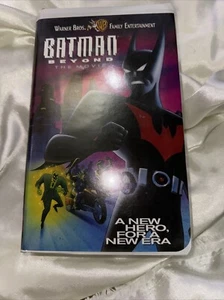 WARNER BROS. FAMILY ENTERTAINMENT
BATMAN
BEYOND
THE MOVIE
A NEW
HERO,
FOR A
NEW ERA